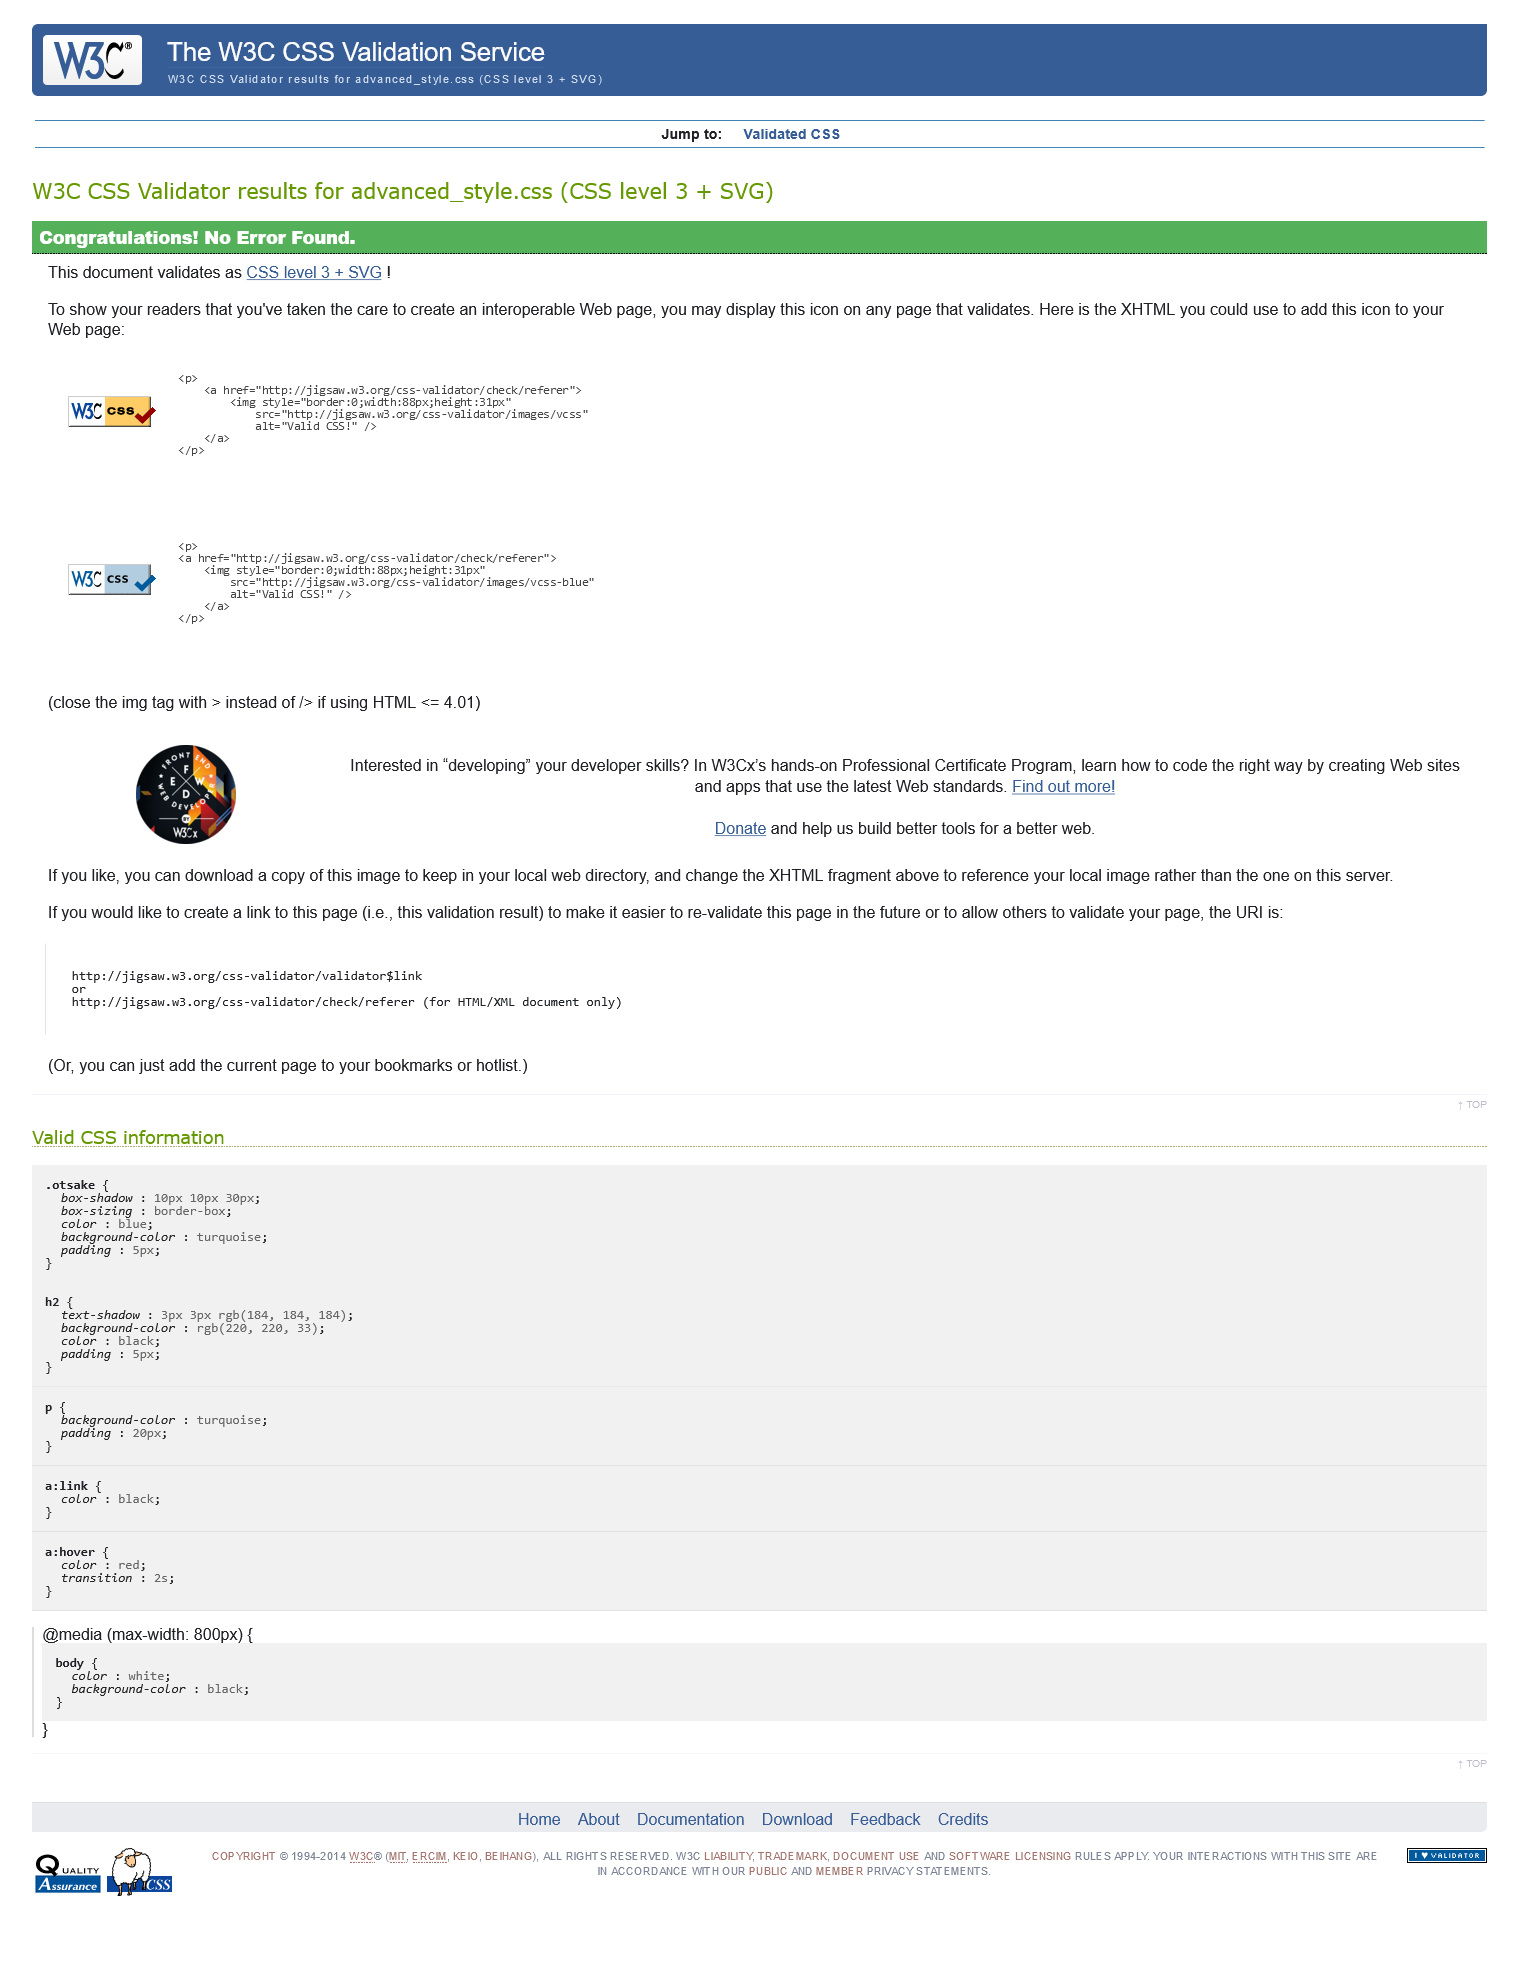 W3C®
The W3C CSS Validation Service
W3C CSS Validator results for advanced_style.css (CSS level 3 + SVG)
Jump to: Validated CSS
W3C CSS Validator results for advanced_style.css (CSS level 3 + SVG)
Congratulations! No Error Found.
This document validates as CSS level 3 + SVG !
To show your readers that you've taken the care to create an interoperable Web page, you may display this icon on any page that validates. Here is the XHTML you could use to add this icon to your
Web page:
W3C css
<p>
<a href="http://jigsaw.w3.org/css-validator/check/referer">
<img style="border:0;width:88px;height:31px"
src="http://jigsaw.w3.org/css-validator/images/vcss"
alt="Valid CSS!" />
</a>
</p>
W3C css
<p>
<a href="http://jigsaw.w3.org/css-validator/check/referer">
<img style="border:0;width:88px;height:31px"
src="http://jigsaw.w3.org/css-validator/images/vcss-blue"
alt="Valid CSS!" />
</a>
</p>
(close the img tag with > instead of /> if using HTML <= 4.01)
FRONT END
WEB DEVELOPER
F E W D
W3Cx
Interested in “developing” your developer skills? In W3Cx’s hands-on Professional Certificate Program, learn how to code the right way by creating Web sites
and apps that use the latest Web standards. Find out more!
Donate and help us build better tools for a better web.
If you like, you can download a copy of this image to keep in your local web directory, and change the XHTML fragment above to reference your local image rather than the one on this server.
If you would like to create a link to this page (i.e., this validation result) to make it easier to re-validate this page in the future or to allow others to validate your page, the URI is:
http://jigsaw.w3.org/css-validator/validator$link
or
http://jigsaw.w3.org/css-validator/check/referer (for HTML/XML document only)
(Or, you can just add the current page to your bookmarks or hotlist.)
↑ TOP
Valid CSS information
.otsake {
box-shadow : 10px 10px 30px;
box-sizing : border-box;
color : blue;
background-color : turquoise;
padding : 5px;
}
h2 {
text-shadow : 3px 3px rgb(184, 184, 184);
background-color : rgb(220, 220, 33);
color : black;
padding : 5px;
}
p {
background-color : turquoise;
padding : 20px;
}
a:link {
color : black;
}
a:hover {
color : red;
transition : 2s;
}
@media (max-width: 800px) {
body {
color : white;
background-color : black;
}
}
↑ TOP
Home About Documentation Download Feedback Credits
QUALITY
Assurance
CSS
COPYRIGHT © 1994-2014 W3C® (MIT, ERCIM, KEIO, BEIHANG), ALL RIGHTS RESERVED. W3C LIABILITY, TRADEMARK, DOCUMENT USE AND SOFTWARE LICENSING RULES APPLY. YOUR INTERACTIONS WITH THIS SITE ARE
IN ACCORDANCE WITH OUR PUBLIC AND MEMBER PRIVACY STATEMENTS.
I ♥ VALIDATOR